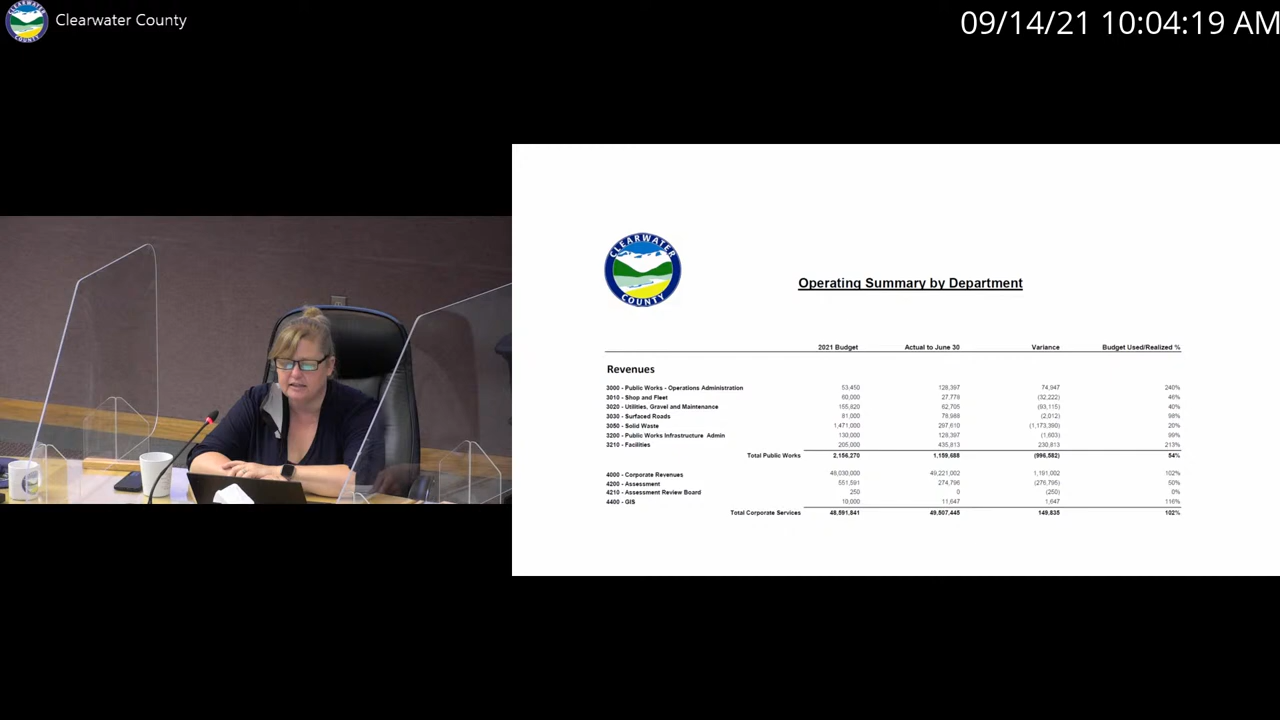 Clearwater County
09/14/21 10:04:19 AM
CLEARWATER
COUNTY
Operating Summary by Department
2021 Budget Actual to June 30 Variance Budget Used/Realized %
Revenues
3000 - Public Works - Operations Administration 53,450 128,397 74,947 240%
3010 - Shop and Fleet 60,000 27,778 (32,222) 46%
3020 - Utilities, Gravel and Maintenance 155,820 62,705 (93,115) 40%
3030 - Surfaced Roads 81,000 78,988 (2,012) 98%
3050 - Solid Waste 1,471,000 297,610 (1,173,390) 20%
3200 - Public Works Infrastructure Admin 130,000 128,397 (1,603) 99%
3210 - Facilities 205,000 435,813 230,813 213%
Total Public Works 2,156,270 1,159,688 (996,582) 54%
4000 - Corporate Revenues 48,030,000 49,221,002 1,191,002 102%
4200 - Assessment 551,591 274,796 (276,795) 50%
4210 - Assessment Review Board 250 0 (250) 0%
4400 - GIS 10,000 11,647 1,647 116%
Total Corporate Services 48,591,841 49,507,445 149,835 102%